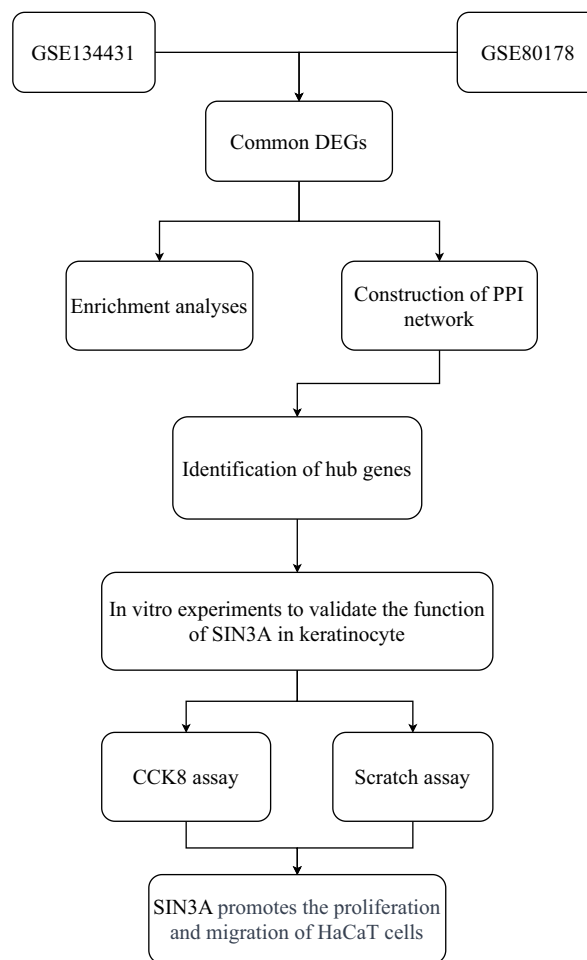 GSE134431
GSE80178
Common DEGs
Enrichment analyses
Construction of PPI
network
Identification of hub genes
In vitro experiments to validate the function
of SIN3A in keratinocyte
CCK8 assay
Scratch assay
SIN3A promotes the proliferation
and migration of HaCaT cells